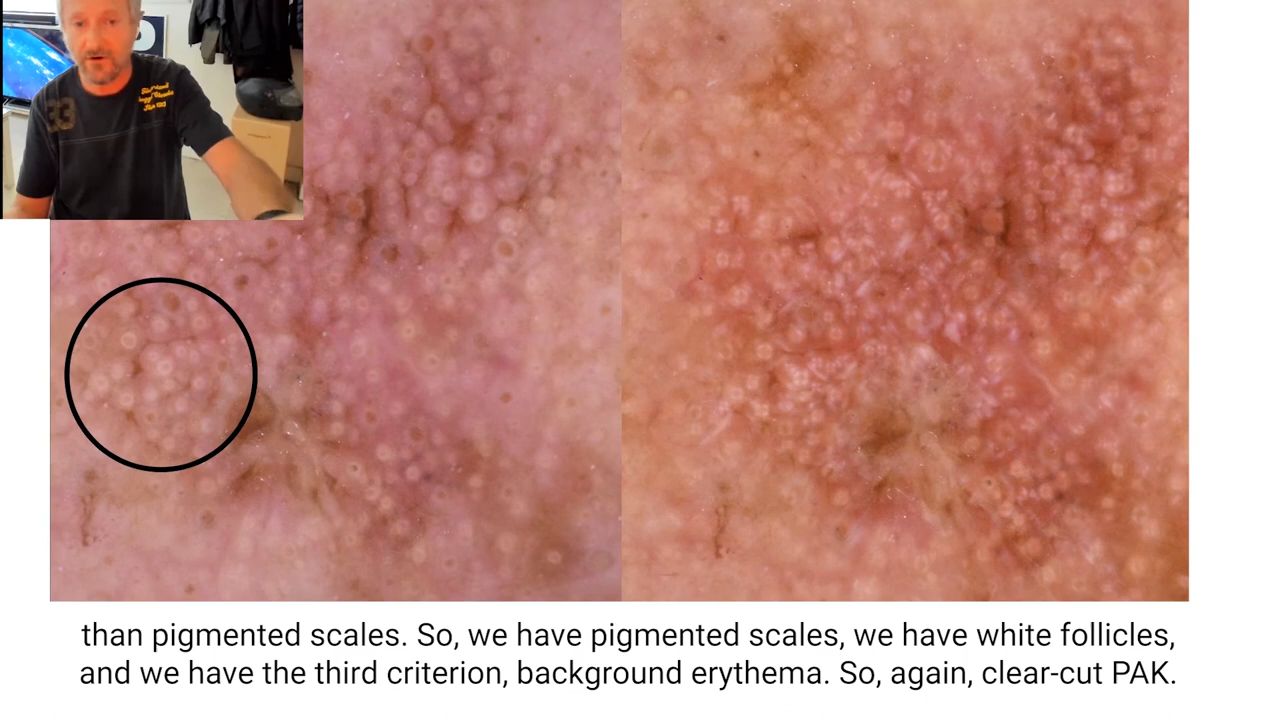 33
than pigmented scales. So, we have pigmented scales, we have white follicles,
and we have the third criterion, background erythema. So, again, clear-cut PAK.